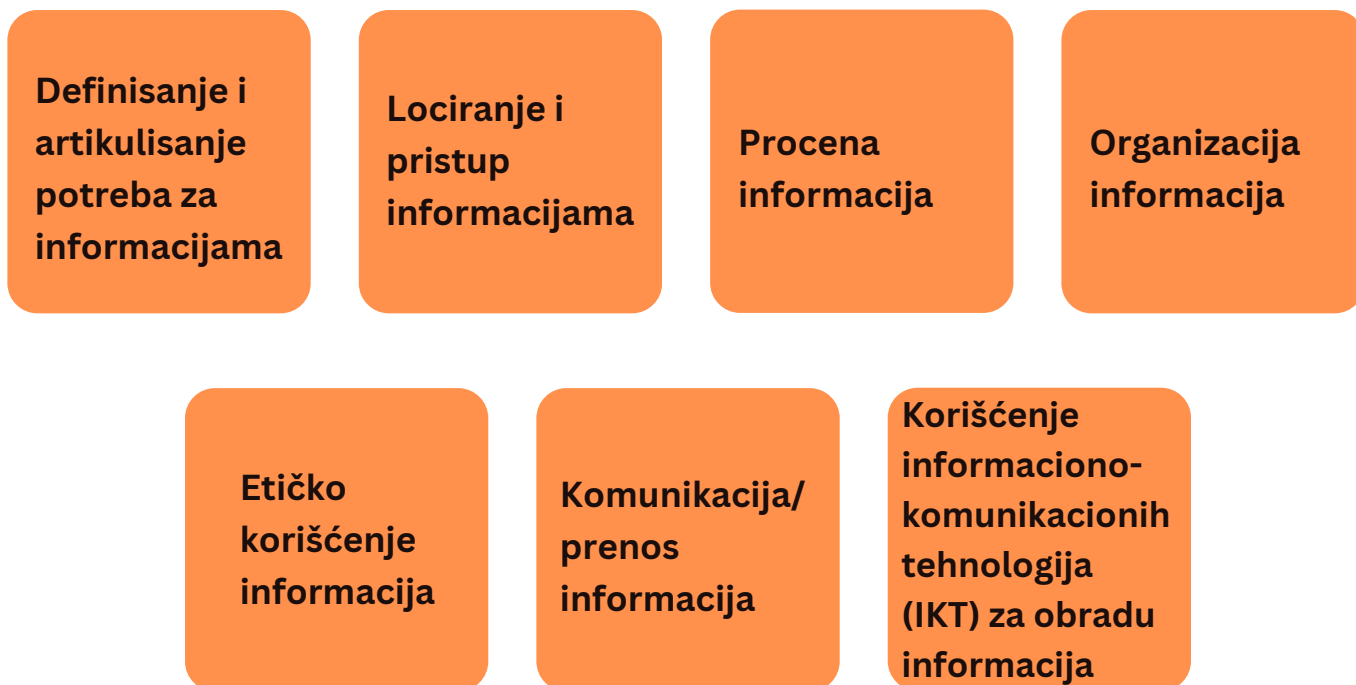 Definisanje i
artikulisanje
potreba za
informacijama
Lociranje i
pristup
informacijama
Procena
informacija
Organizacija
informacija
Etičko
korišćenje
informacija
Komunikacija/
prenos
informacija
Korišćenje
informaciono-
komunikacionih
tehnologija
(IKT) za obradu
informacija